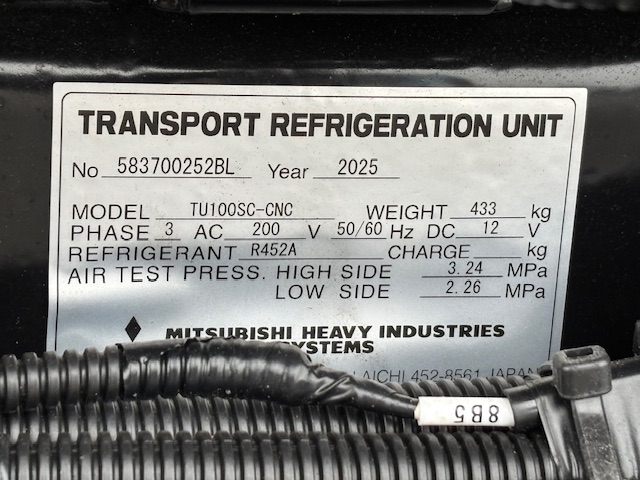 TRANSPORT REFRIGERATION UNIT
No 583700252BL Year 2025
MODEL TU100SC-CNC WEIGHT 433 kg
PHASE 3 AC 200 V 50/60 Hz DC 12 V
REFRIGERANT R452A CHARGE kg
AIR TEST PRESS. HIGH SIDE 3.24 MPa
LOW SIDE 2.26 MPa
MITSUBISHI HEAVY INDUSTRIES
SYSTEMS
AICHI 452-8561 JAPAN
8B5